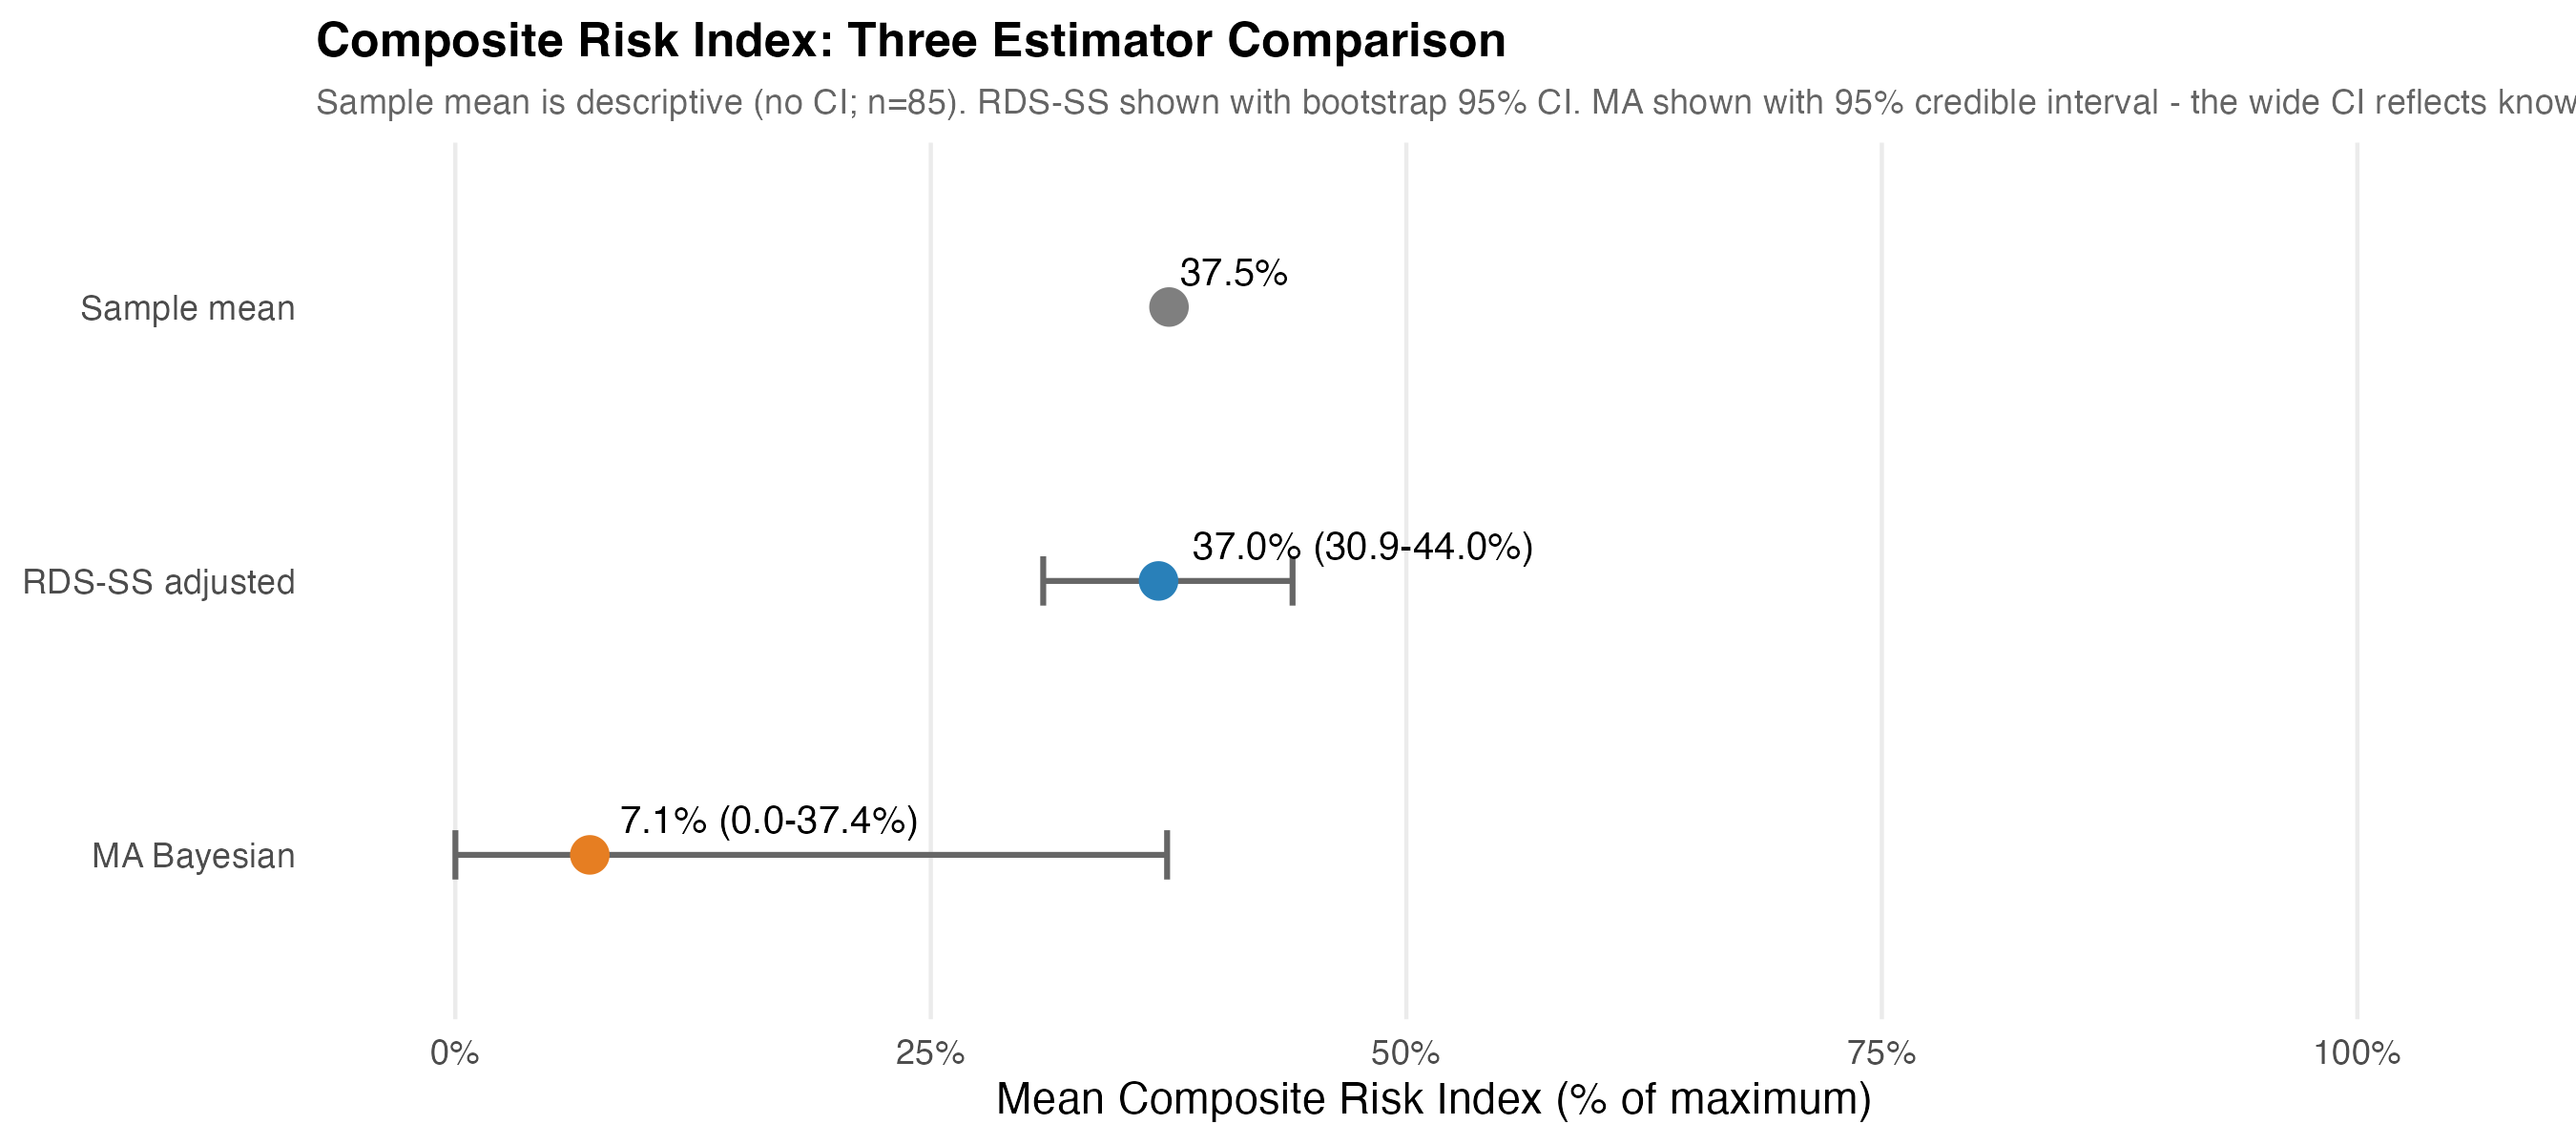 Composite Risk Index: Three Estimator Comparison
Sample mean is descriptive (no CI; n=85). RDS-SS shown with bootstrap 95% CI. MA shown with 95% credible interval - the wide CI reflects know
37.5%
Sample mean
37.0% (30.9-44.0%)
RDS-SS adjusted
7.1% (0.0-37.4%)
MA Bayesian
0% 25% 50% 75% 100%
Mean Composite Risk Index (% of maximum)